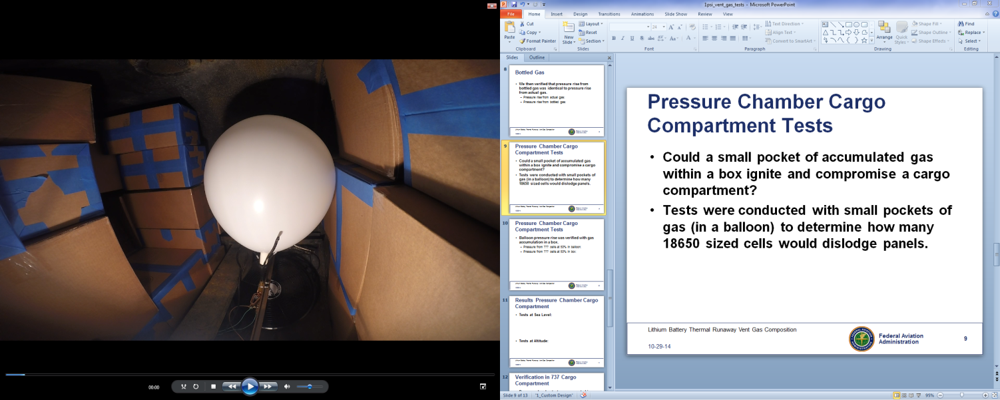 1psi_vent_gas_tests - Microsoft PowerPoint
File Home Insert Design Transitions Animations Slide Show Review View
Paste
Cut
Copy
Format Painter
Clipboard
New
Slide
Layout
Reset
Section
Slides
24
Font
Text Direction
Align Text
Convert to SmartArt
Paragraph
Arrange
Quick
Styles
Shape Fill
Shape Outline
Shape Effects
Drawing
Find
Replace
Select
Editing
Slides Outline
8
Bottled Gas
• We then verified that pressure rise from
bottled gas was identical to pressure rise
from actual gas.
– Pressure rise from actual gas:
– Pressure rise from bottled gas:
9
Pressure Chamber Cargo
Compartment Tests
• Could a small pocket of accumulated gas
within a box ignite and compromise a cargo
compartment?
• Tests were conducted with small pockets of
gas (in a balloon) to determine how many
18650 sized cells would dislodge panels.
10
Pressure Chamber Cargo
Compartment Tests
• Balloon pressure rise was verified with gas
accumulation in a box.
– Pressure from ??? cells at 50% in balloon:
– Pressure from ??? cells at 50% in box:
11
Results Pressure Chamber Cargo
Compartment
• Tests at Sea Level:
• Tests at Altitude:
12
Verification in 737 Cargo
Compartment
Pressure Chamber Cargo
Compartment Tests
• Could a small pocket of accumulated gas
within a box ignite and compromise a cargo
compartment?
• Tests were conducted with small pockets of
gas (in a balloon) to determine how many
18650 sized cells would dislodge panels.
Lithium Battery Thermal Runaway Vent Gas Composition
10-29-14
Federal Aviation
Administration
9
00:00
Slide 9 of 13
"1_Custom Design"
95%